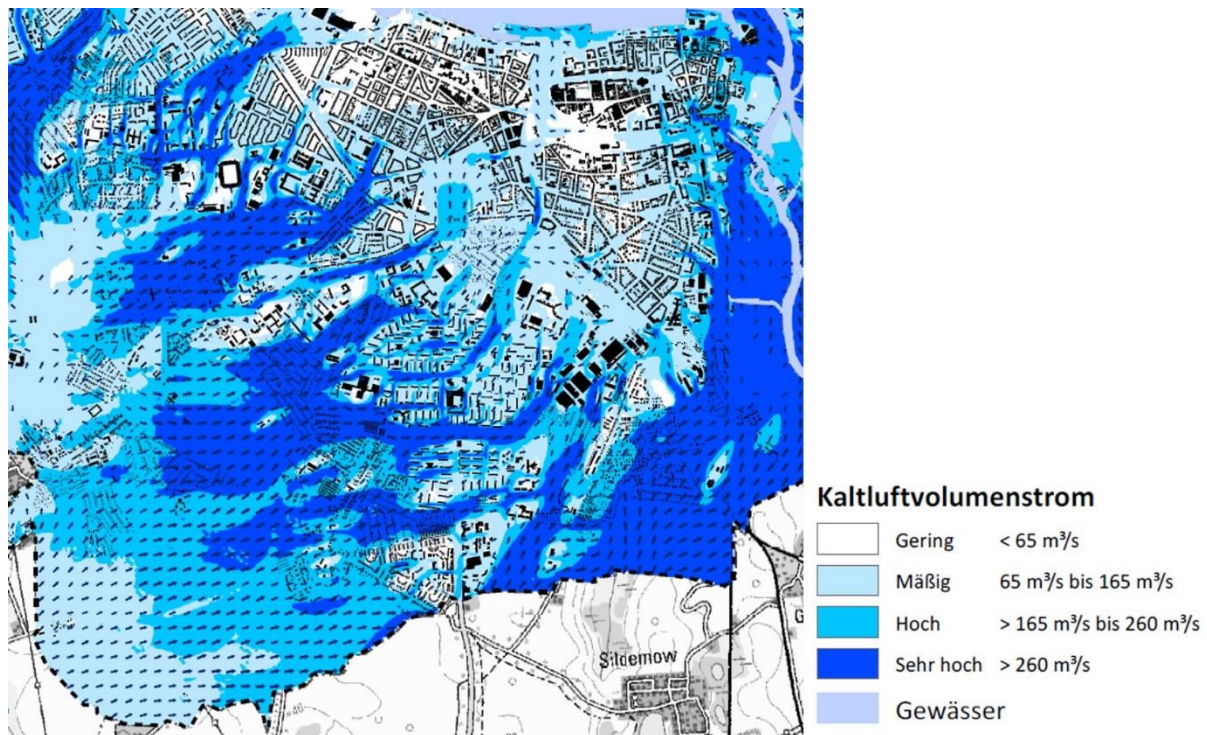 Kaltluftvolumenstrom
Gering < 65 m³/s
Mäßig 65 m³/s bis 165 m³/s
Hoch > 165 m³/s bis 260 m³/s
Sehr hoch > 260 m³/s
Gewässer
G
Sildemow